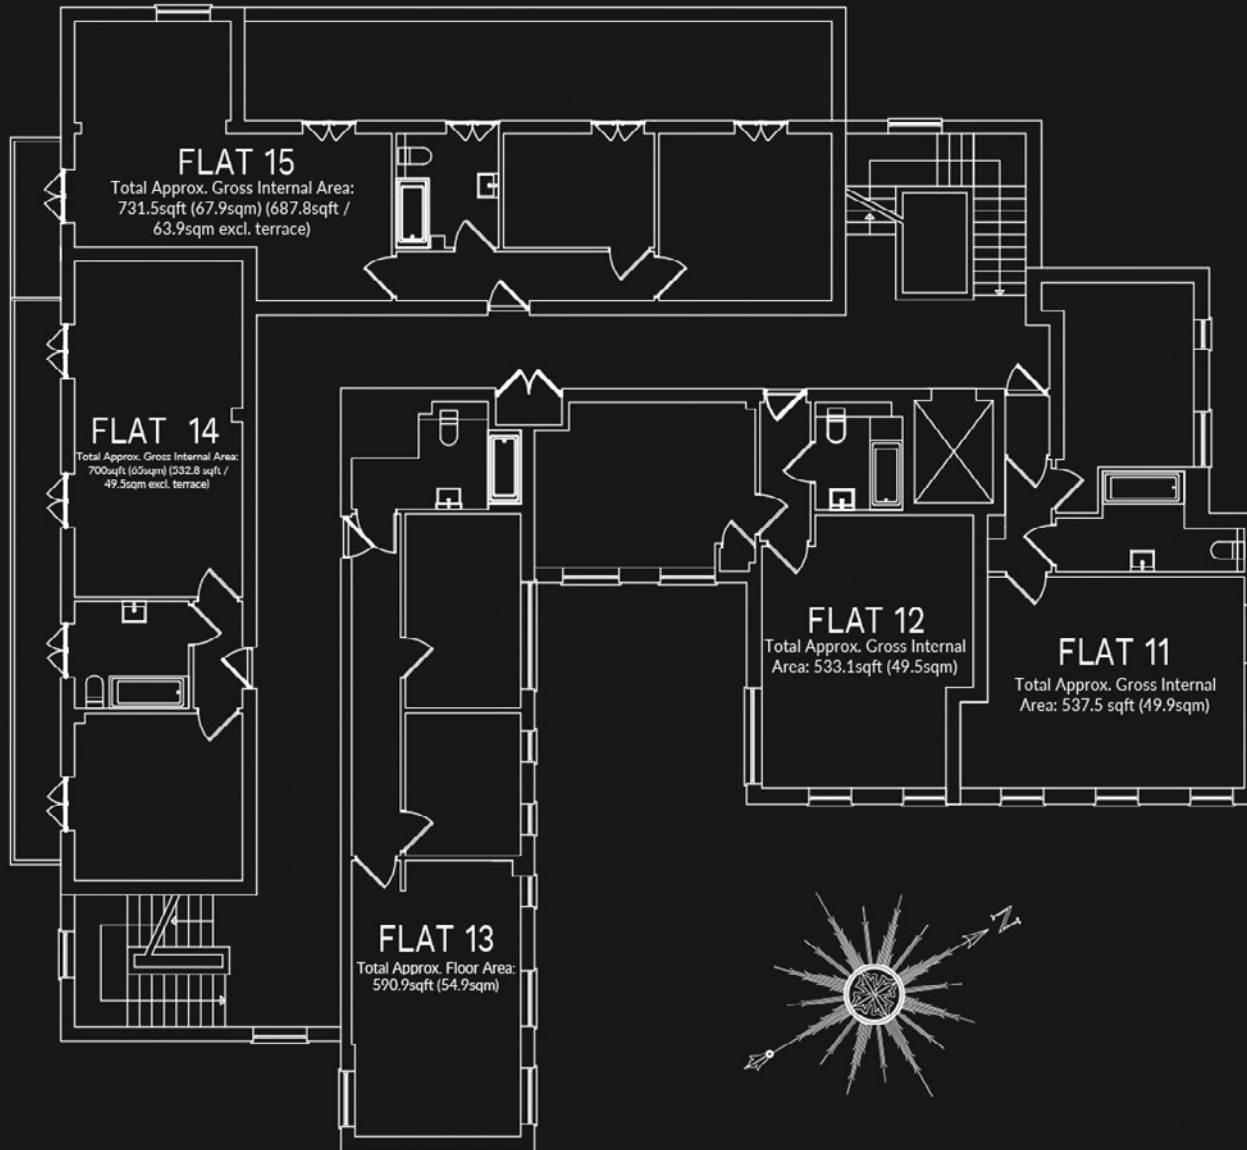 FLAT 15
Total Approx. Gross Internal Area:
731.5sqft (67.9sqm) (687.8sqft /
63.9sqm excl. terrace)
FLAT 14
Total Approx. Gross Internal Area:
700sqft (65sqm) (532.8 sqft /
49.5sqm excl. terrace)
FLAT 12
Total Approx. Gross Internal
Area: 533.1sqft (49.5sqm)
FLAT 11
Total Approx. Gross Internal
Area: 537.5 sqft (49.9sqm)
FLAT 13
Total Approx. Floor Area:
590.9sqft (54.9sqm)
N